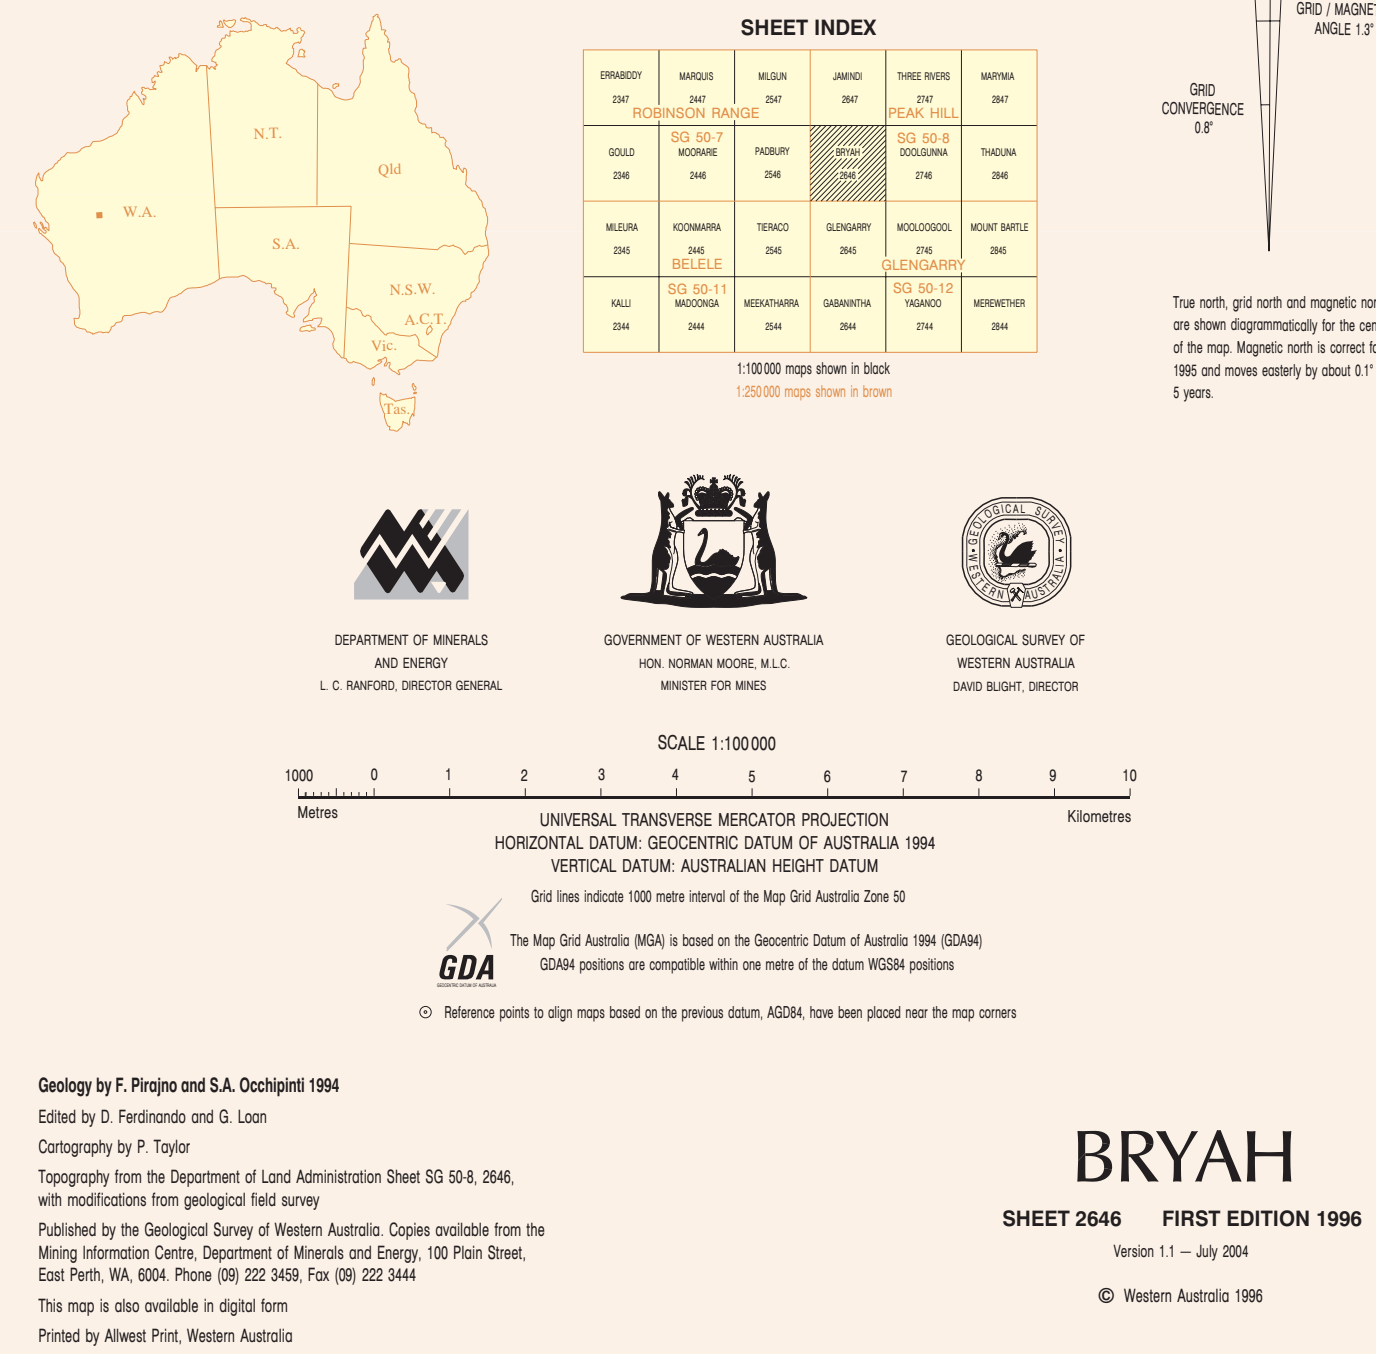 N.T.
Qld
W.A.
S.A.
N.S.W.
A.C.T.
Vic.
Tas.
SHEET INDEX
ERRABIDDY MARQUIS MILGUN JAMINDI THREE RIVERS MARYMIA
2347 2447 2547 2647 2747 2847
ROBINSON RANGE PEAK HILL
SG 50-7 SG 50-8
GOULD MOORARIE PADBURY BRYAH DOOLGUNNA THADUNA
2346 2446 2546 2646 2746 2846
MILEURA KOONMARRA TIERACO GLENGARRY MOOLOOGOOL MOUNT BARTLE
2345 2445 2545 2645 2745 2845
BELELE GLENGARRY
SG 50-11 SG 50-12
KALLI MADOONGA MEEKATHARRA GABANINTHA YAGANOO MEREWETHER
2344 2444 2544 2644 2744 2844
1:100 000 maps shown in black
1:250 000 maps shown in brown
GRID / MAGNE
ANGLE 1.3°
GRID
CONVERGENCE
0.8°
True north, grid north and magnetic nor
are shown diagrammatically for the cen
of the map. Magnetic north is correct fo
1995 and moves easterly by about 0.1°
5 years.
GEOLOGICAL SURVEY
WESTERN AUSTRALIA
DEPARTMENT OF MINERALS
AND ENERGY
L. C. RANFORD, DIRECTOR GENERAL
GOVERNMENT OF WESTERN AUSTRALIA
HON. NORMAN MOORE, M.L.C.
MINISTER FOR MINES
GEOLOGICAL SURVEY OF
WESTERN AUSTRALIA
DAVID BLIGHT, DIRECTOR
SCALE 1:100 000
1000 0 1 2 3 4 5 6 7 8 9 10
Metres Kilometres
UNIVERSAL TRANSVERSE MERCATOR PROJECTION
HORIZONTAL DATUM: GEOCENTRIC DATUM OF AUSTRALIA 1994
VERTICAL DATUM: AUSTRALIAN HEIGHT DATUM
Grid lines indicate 1000 metre interval of the Map Grid Australia Zone 50
GDA
GEOCENTRIC DATUM OF AUSTRALIA
The Map Grid Australia (MGA) is based on the Geocentric Datum of Australia 1994 (GDA94)
GDA94 positions are compatible within one metre of the datum WGS84 positions
Reference points to align maps based on the previous datum, AGD84, have been placed near the map corners
Geology by F. Pirajno and S.A. Occhipinti 1994
Edited by D. Ferdinando and G. Loan
Cartography by P. Taylor
Topography from the Department of Land Administration Sheet SG 50-8, 2646,
with modifications from geological field survey
Published by the Geological Survey of Western Australia. Copies available from the
Mining Information Centre, Department of Minerals and Energy, 100 Plain Street,
East Perth, WA, 6004. Phone (09) 222 3459, Fax (09) 222 3444
This map is also available in digital form
Printed by Allwest Print, Western Australia
BRYAH
SHEET 2646 FIRST EDITION 1996
Version 1.1 — July 2004
© Western Australia 1996